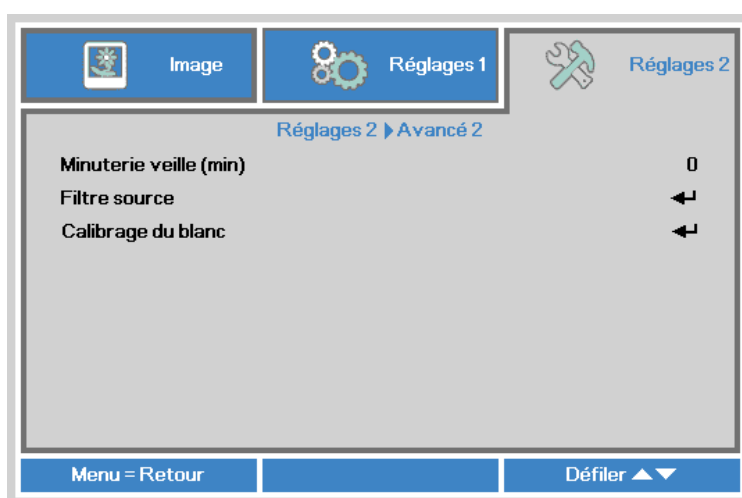 Image
Réglages 1
Réglages 2
Réglages 2 Avancé 2
Minuterie veille (min) 0
Filtre source
Calibrage du blanc
Menu = Retour
Défiler